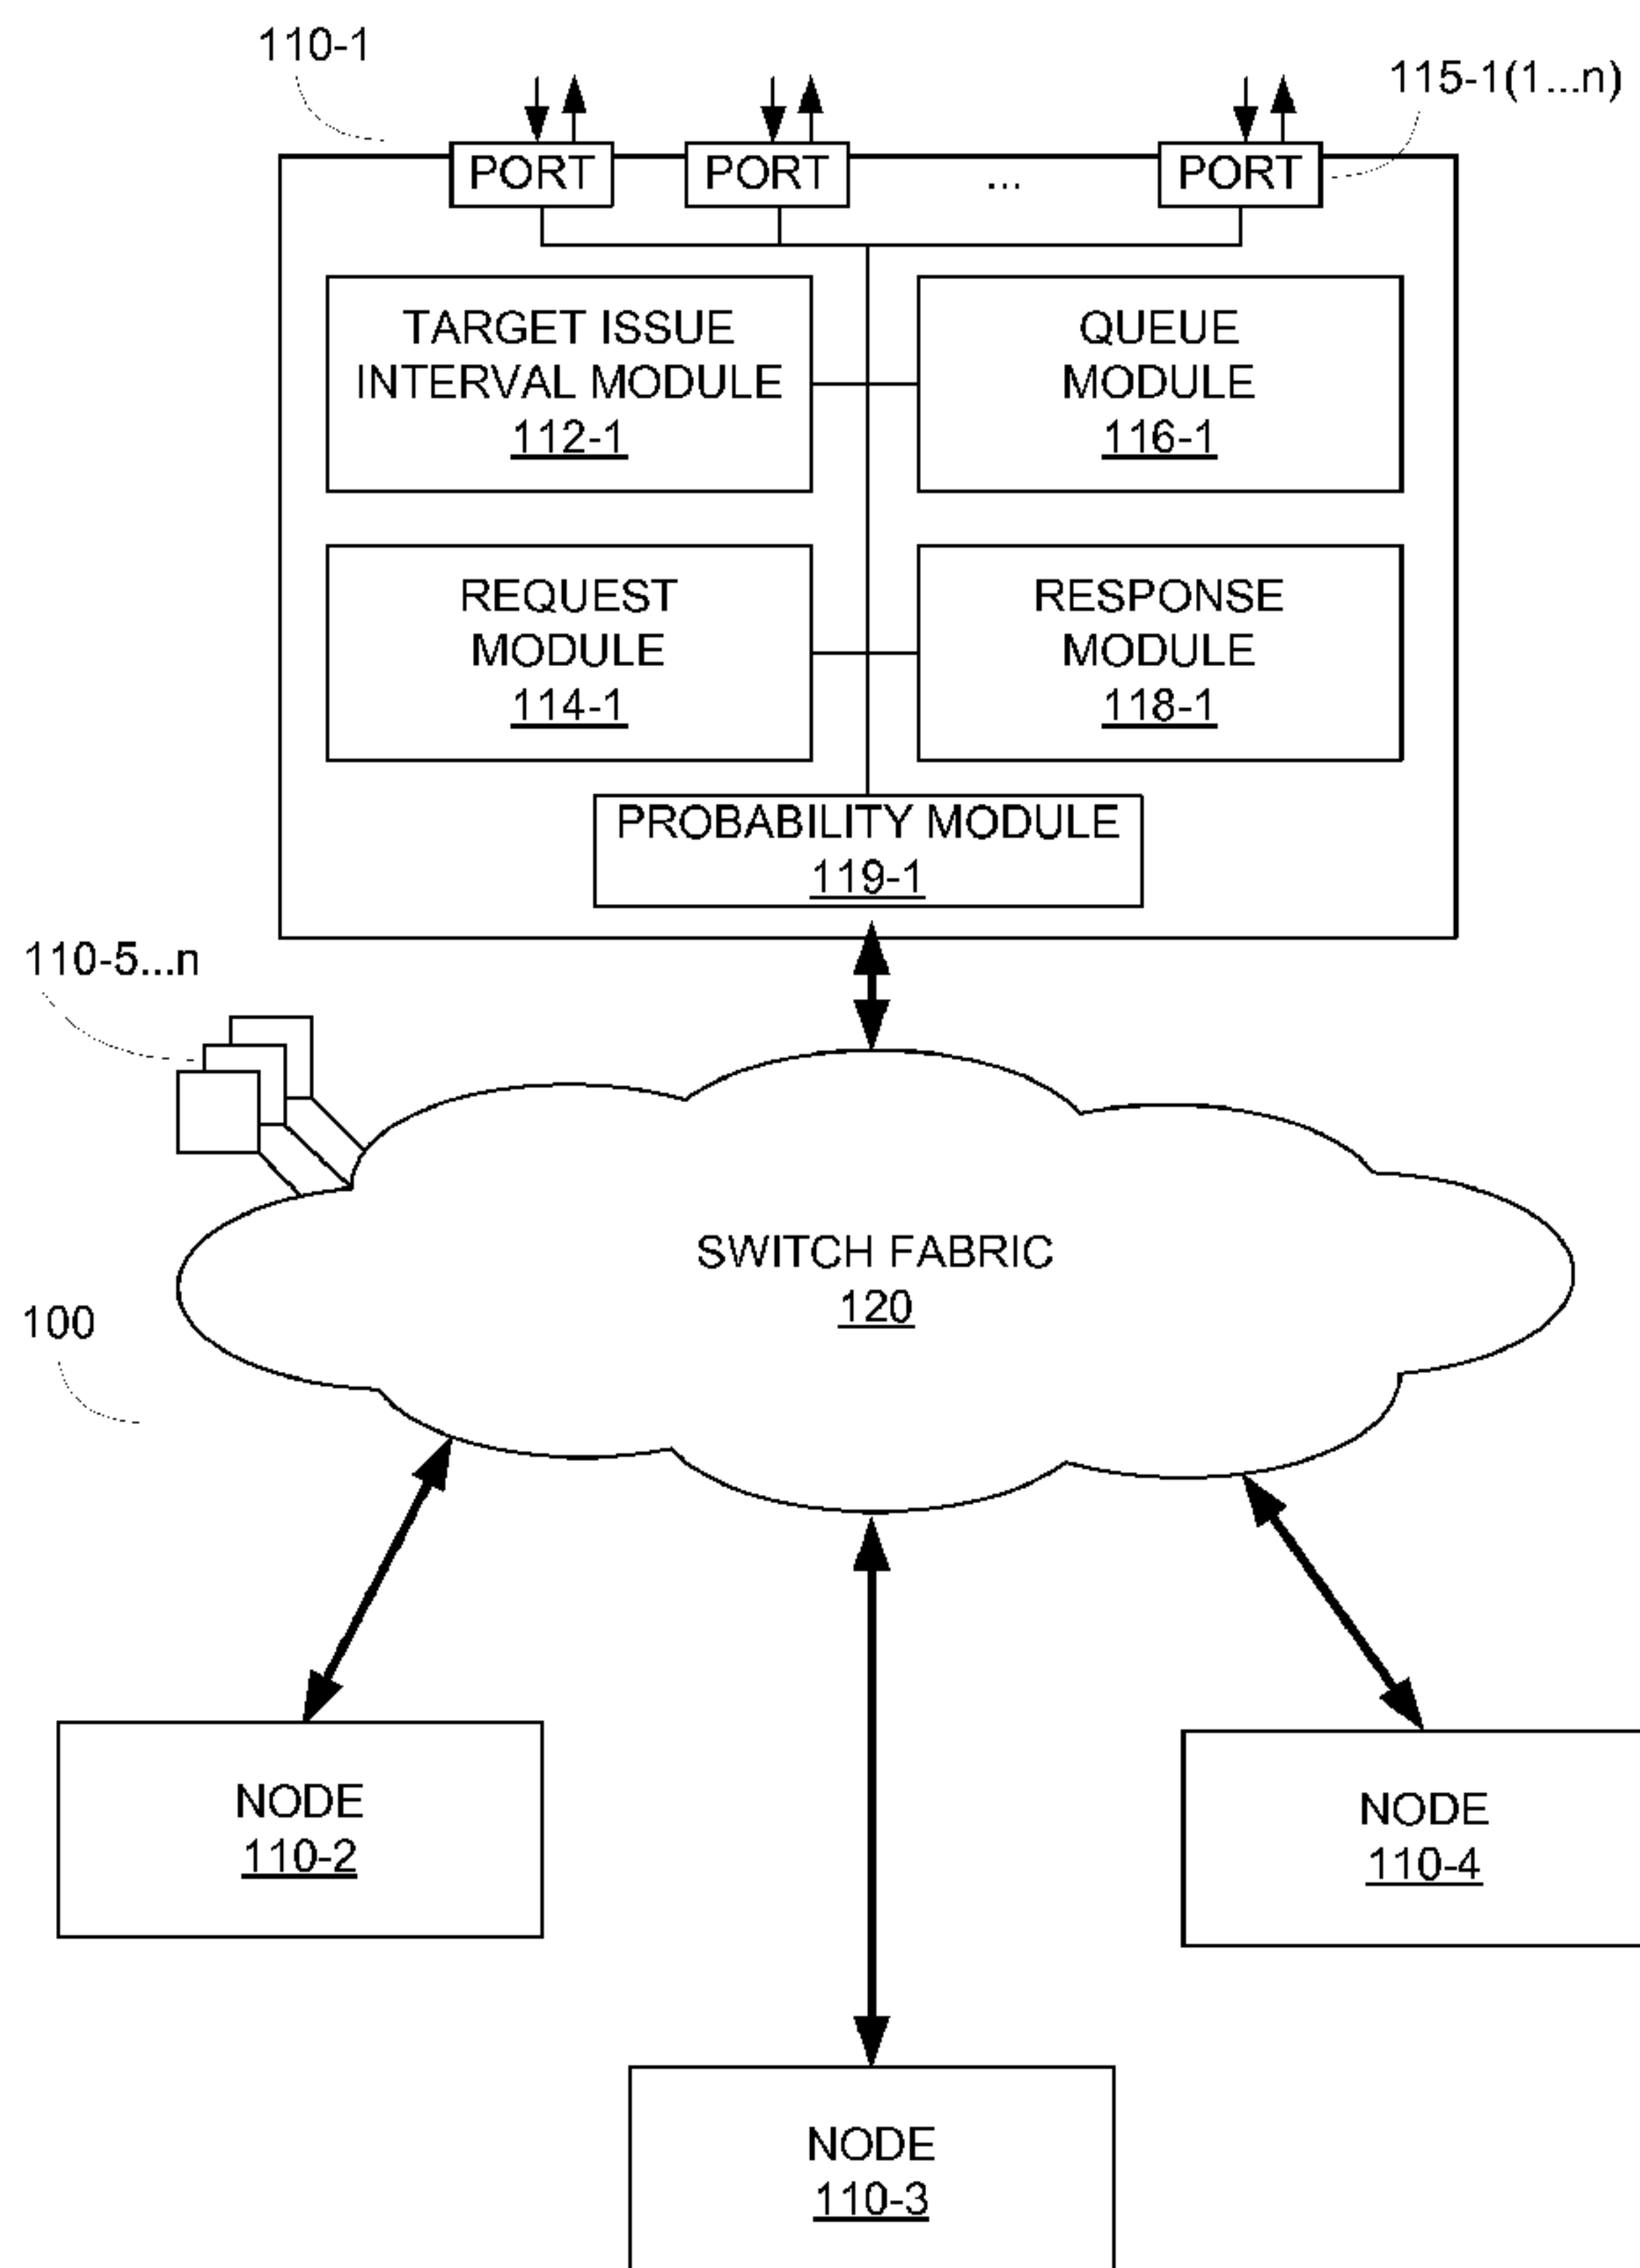 110-1
115-1(1...n)
PORT PORT ... PORT
TARGET ISSUE
INTERVAL MODULE
112-1
QUEUE
MODULE
116-1
REQUEST
MODULE
114-1
RESPONSE
MODULE
118-1
PROBABILITY MODULE
119-1
110-5...n
SWITCH FABRIC
120
100
NODE
110-2
NODE
110-4
NODE
110-3